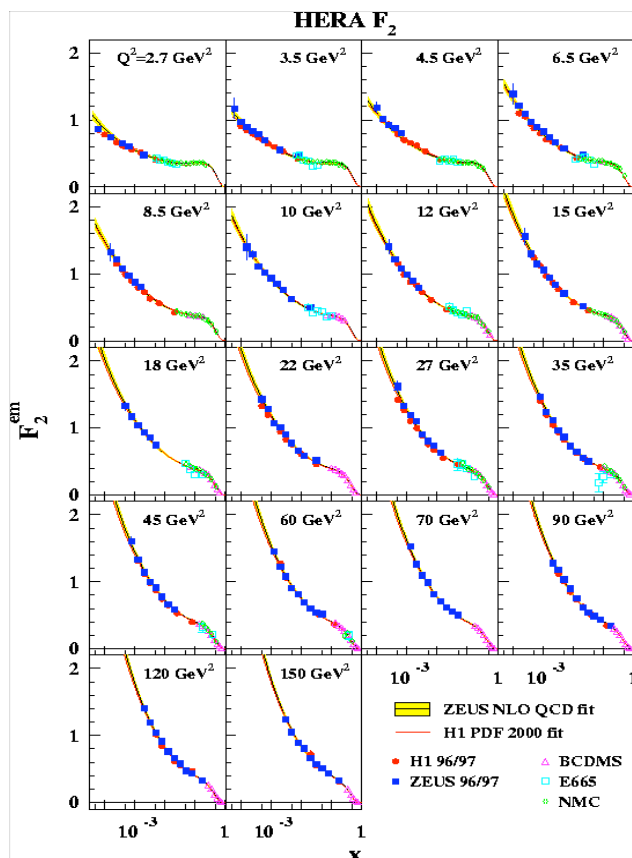 HERA F₂
Q²=2.7 GeV² 3.5 GeV² 4.5 GeV² 6.5 GeV²
2
1
0
8.5 GeV² 10 GeV² 12 GeV² 15 GeV²
2
1
0
F₂ᵉᵐ
18 GeV² 22 GeV² 27 GeV² 35 GeV²
2
1
0
45 GeV² 60 GeV² 70 GeV² 90 GeV²
2
1
0
10⁻³ 1 10⁻³ 1
120 GeV² 150 GeV²
2
1
0
x
ZEUS NLO QCD fit
H1 PDF 2000 fit
H1 96/97 BCDMS
ZEUS 96/97 E665
NMC
10⁻³ 1 10⁻³ 1
x